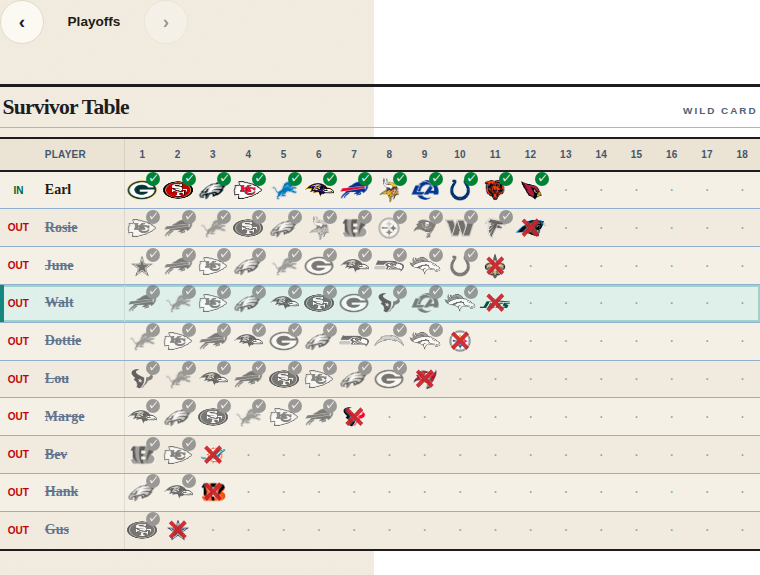 ‹ Playoffs ›
Survivor Table
WILD CARD
PLAYER 1 2 3 4 5 6 7 8 9 10 11 12 13 14 15 16 17 18
IN Earl
OUT Rosie
OUT June
OUT Walt
OUT Dottie
OUT Lou
OUT Marge
OUT Bev
OUT Hank
OUT Gus